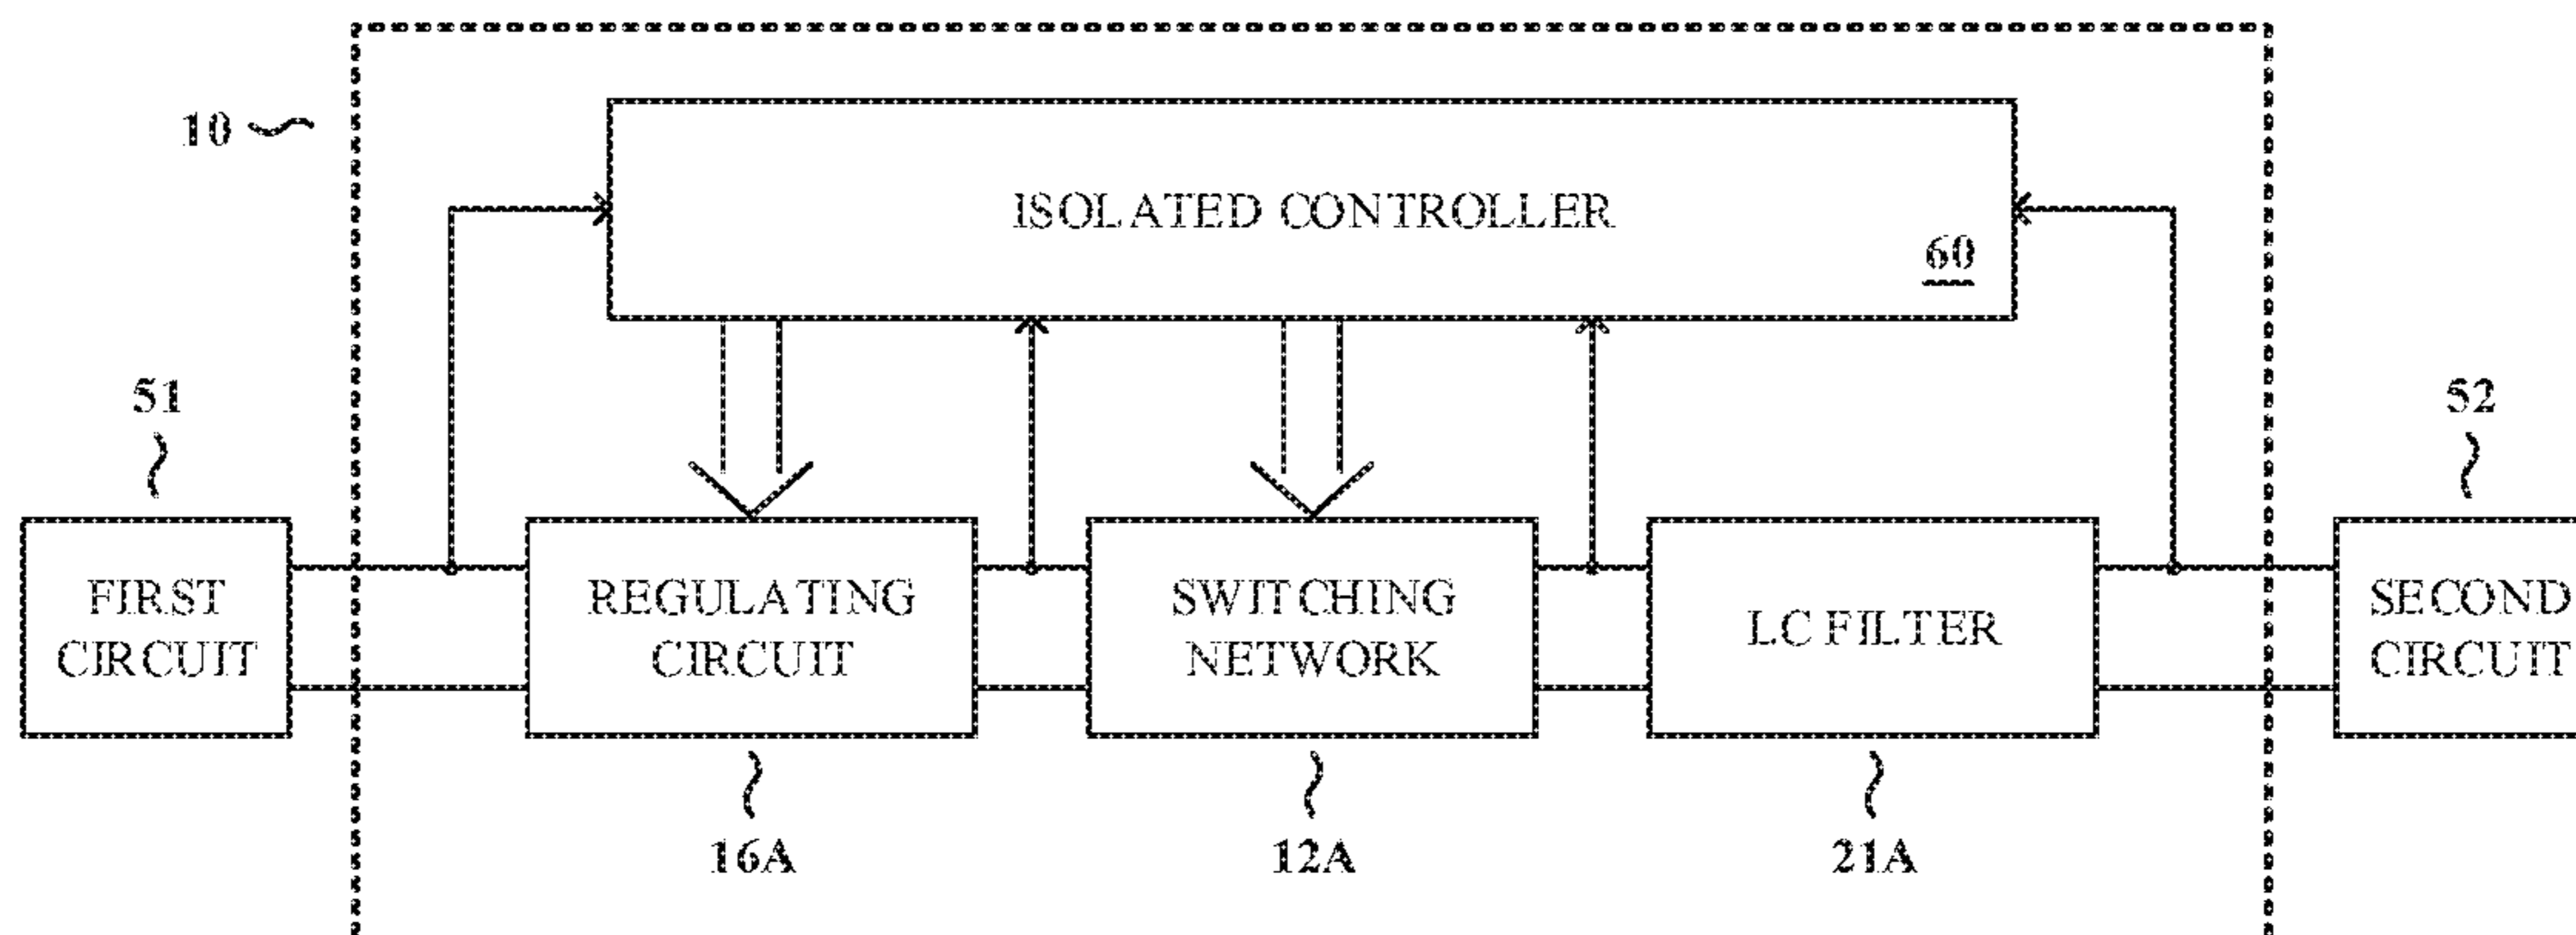 10
ISOLATED CONTROLLER
60
51
52
FIRST
CIRCUIT
REGULATING
CIRCUIT
SWITCHING
NETWORK
LC FILTER
SECOND
CIRCUIT
16A
12A
21A